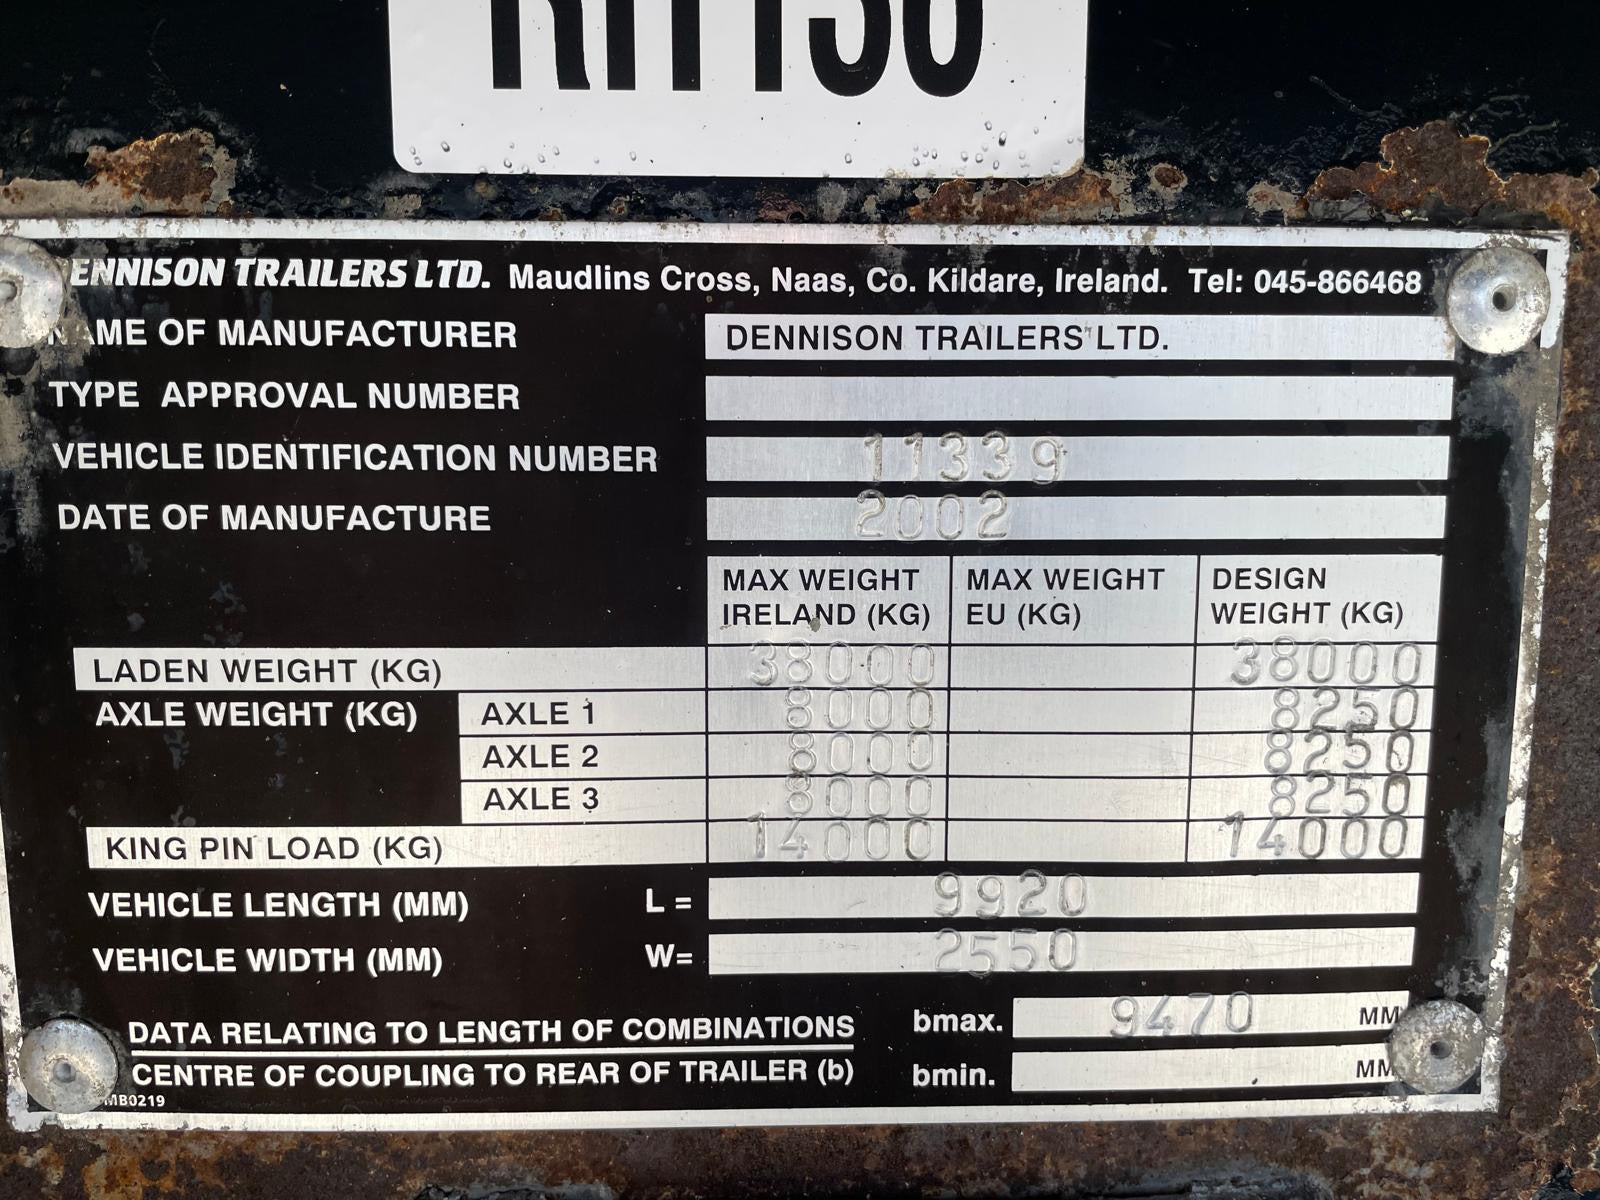 ENNISON TRAILERS LTD. Maudlins Cross, Naas, Co. Kildare, Ireland. Tel: 045-866468
NAME OF MANUFACTURER DENNISON TRAILERS LTD.
TYPE APPROVAL NUMBER
VEHICLE IDENTIFICATION NUMBER 11339
DATE OF MANUFACTURE 2002
MAX WEIGHT IRELAND (KG) MAX WEIGHT EU (KG) DESIGN WEIGHT (KG)
LADEN WEIGHT (KG) 38000 38000
AXLE WEIGHT (KG) AXLE 1 8000 8250
AXLE 2 8000 8250
AXLE 3 8000 8250
KING PIN LOAD (KG) 14000 14000
VEHICLE LENGTH (MM) L = 9920
VEHICLE WIDTH (MM) W= 2550
DATA RELATING TO LENGTH OF COMBINATIONS bmax. 9470 MM
CENTRE OF COUPLING TO REAR OF TRAILER (b) bmin. MM
MB0219